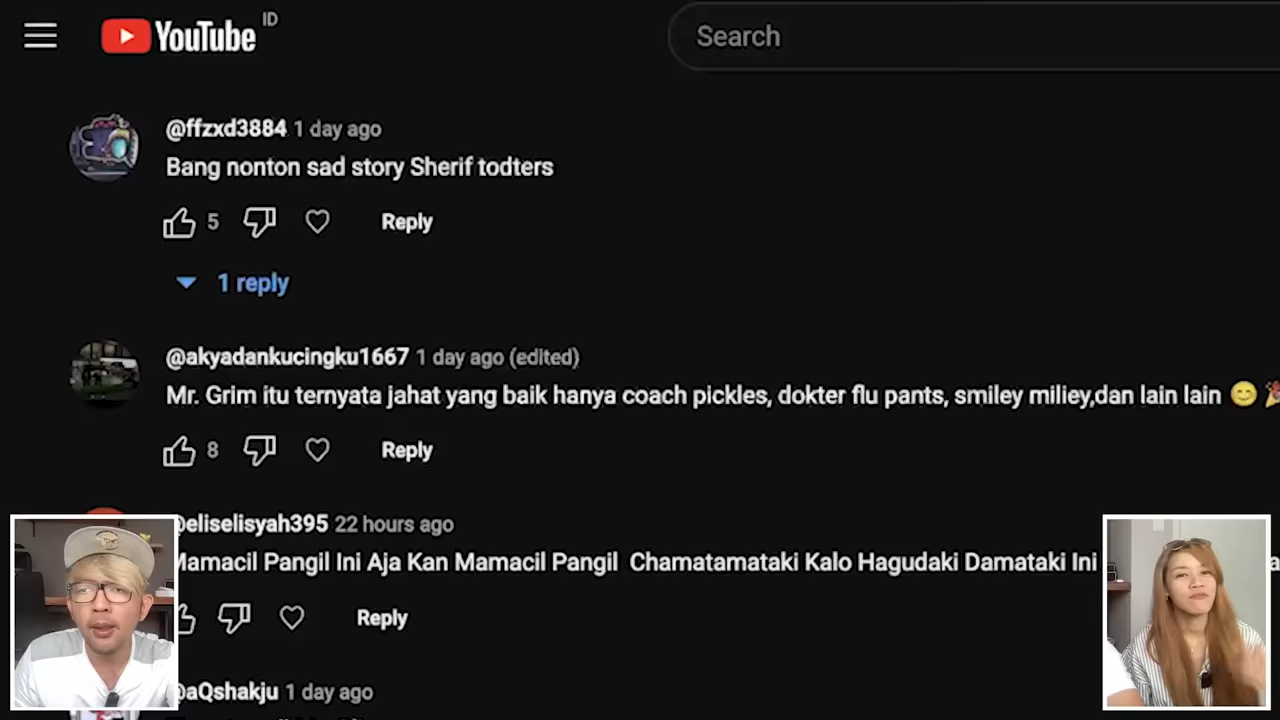 YouTube ID
Search
@ffzxd3884 1 day ago
Bang nonton sad story Sherif todters
5 Reply
1 reply
@akyadankucingku1667 1 day ago (edited)
Mr. Grim itu ternyata jahat yang baik hanya coach pickles, dokter flu pants, smiley miliey,dan lain lain 😊
8 Reply
@eliselisyah395 22 hours ago
Mamacil Pangil Ini Aja Kan Mamacil Pangil Chamatamataki Kalo Hagudaki Damataki Ini
Reply
@aQshakju 1 day ago